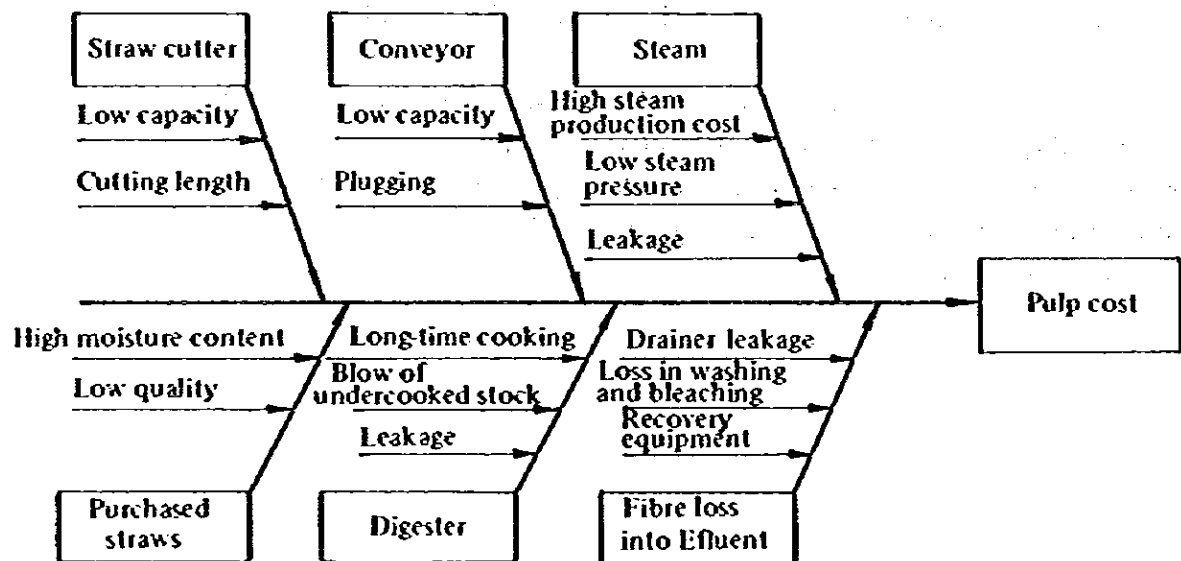 Straw cutter
Conveyor
Steam
Low capacity
Cutting length
Low capacity
Plugging
High steam
production cost
Low steam
pressure
Leakage
Pulp cost
High moisture content
Low quality
Long-time cooking
Blow of
undercooked stock
Leakage
Drainer leakage
Loss in washing
and bleaching
Recovery
equipment
Purchased
straws
Digester
Fibre loss
into Effluent